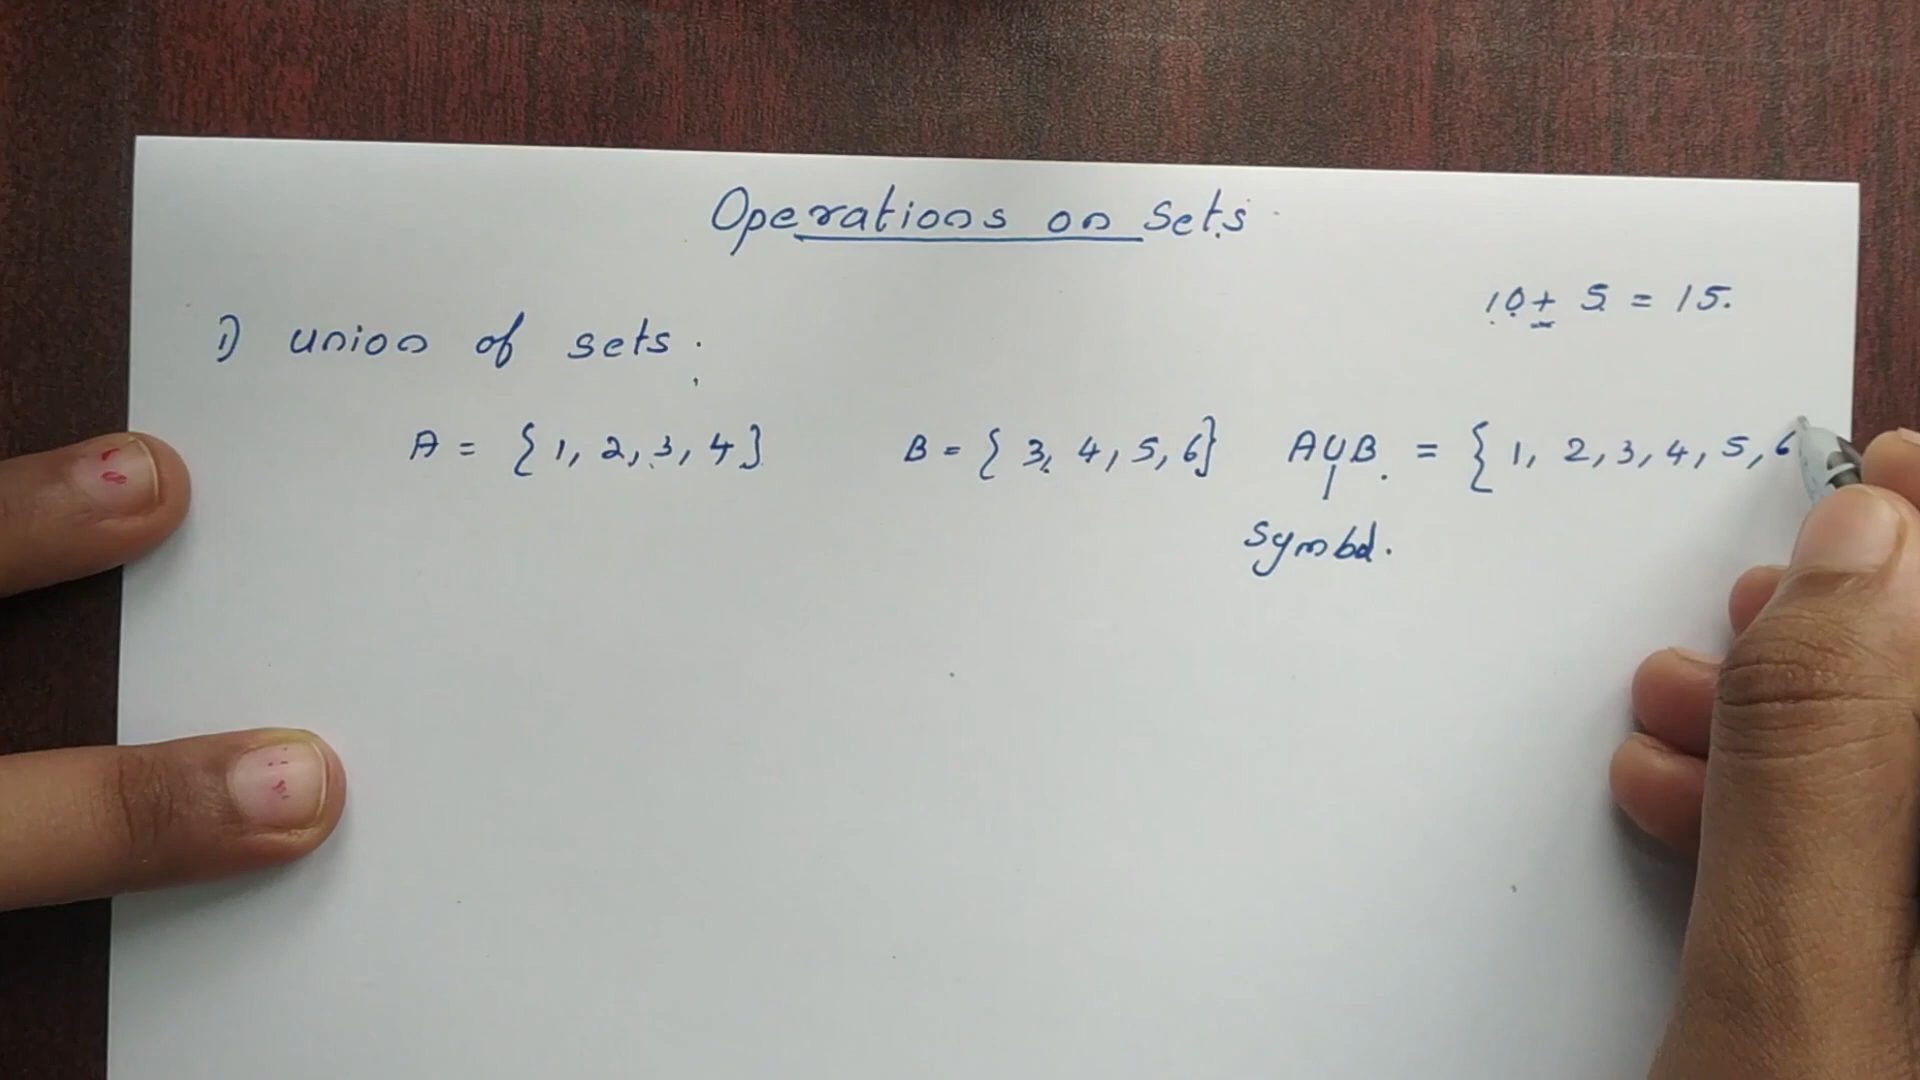 Operations on Sets
10+ 5 = 15.
i) union of sets.
A = {1, 2, 3, 4} B = {3, 4, 5, 6} A∪B. = {1, 2, 3, 4, 5, 6
Symbol.